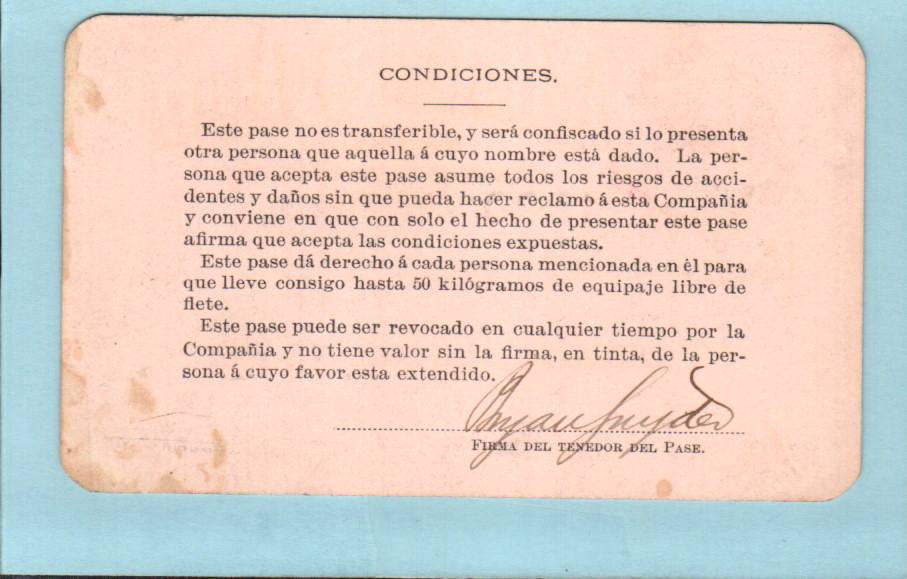 CONDICIONES.
Este pase no es transferible, y será confiscado si lo presenta
otra persona que aquella á cuyo nombre está dado. La per-
sona que acepta este pase asume todos los riesgos de acci-
dentes y daños sin que pueda hacer reclamo á esta Compañia
y conviene en que con solo el hecho de presentar este pase
afirma que acepta las condiciones expuestas.
Este pase dá derecho á cada persona mencionada en èl para
que lleve consigo hasta 50 kilógramos de equipaje libre de
flete.
Este pase puede ser revocado en cualquier tiempo por la
Compañia y no tiene valor sin la firma, en tinta, de la per-
sona á cuyo favor esta extendido.
Bryan Snyder
FIRMA DEL TENEDOR DEL PASE.